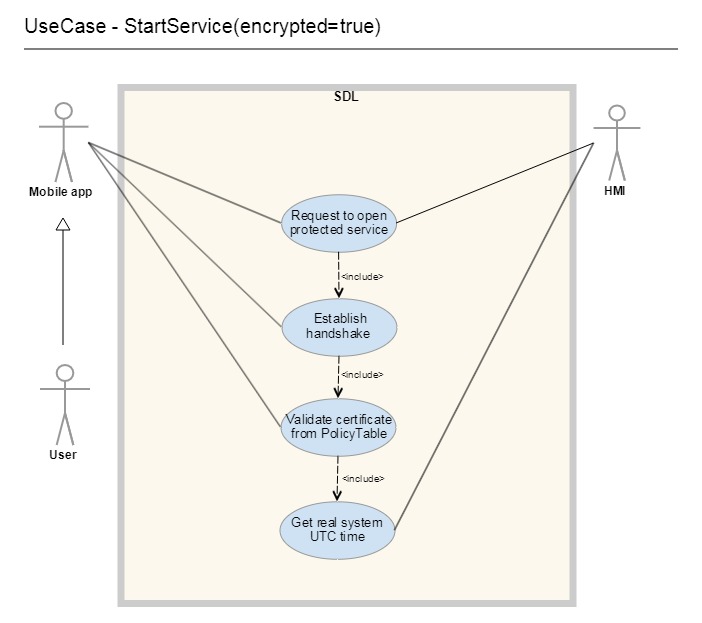 UseCase - StartService(encrypted=true)
SDL
Mobile app
HMI
Request to open
protected service
<include>
Establish
handshake
<include>
Validate certificate
from PolicyTable
User
<include>
Get real system
UTC time